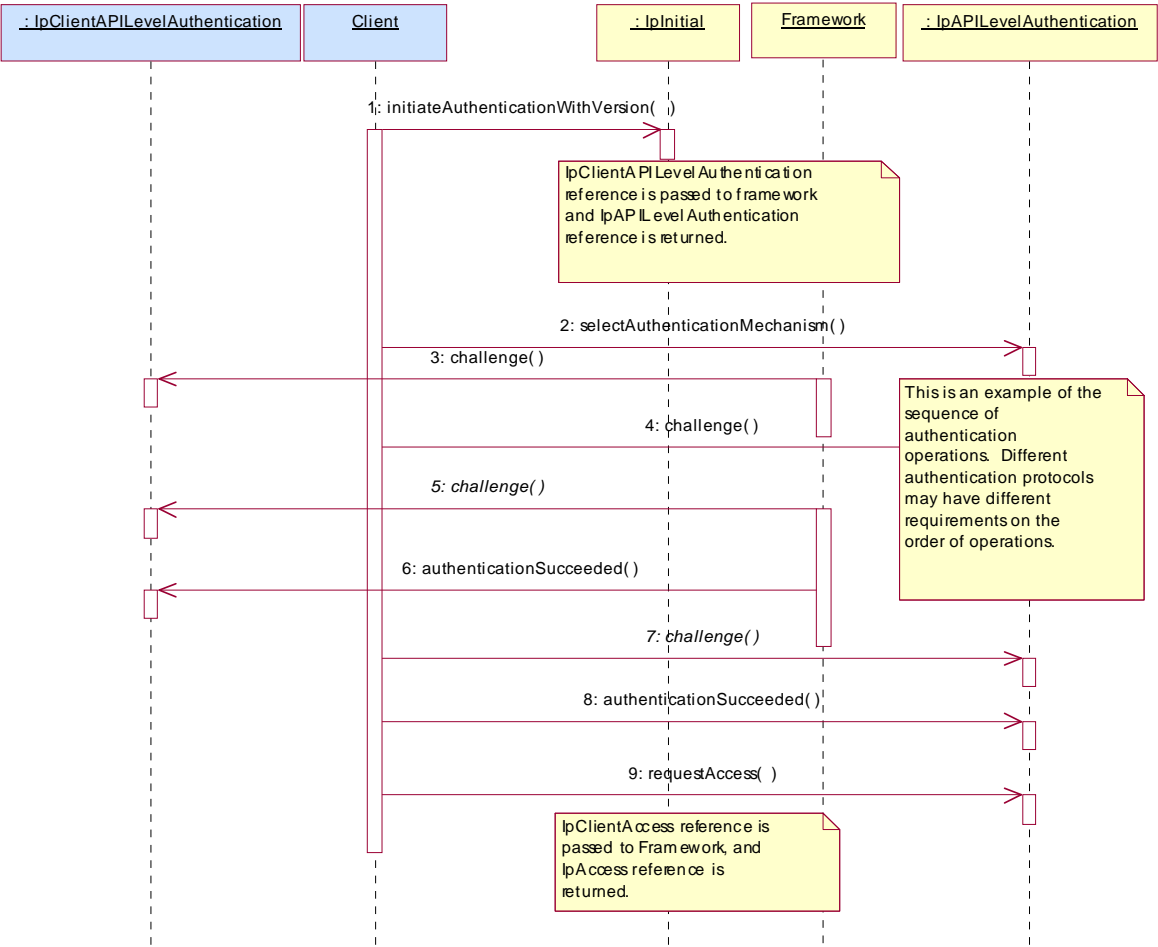 : IpClientAPILevelAuthentication
Client
: IpInitial
Framework
: IpAPILevelAuthentication
1: initiateAuthenticationWithVersion( )
IpClientAPILevelAuthentication
reference is passed to framework
and IpAPILevelAuthentication
reference is returned.
2: selectAuthenticationMechanism( )
3: challenge( )
This is an example of the
sequence of
authentication
operations. Different
authentication protocols
may have different
requirements on the
order of operations.
4: challenge( )
5: challenge( )
6: authenticationSucceeded( )
7: challenge( )
8: authenticationSucceeded( )
9: requestAccess( )
IpClientAccess reference is
passed to Framework, and
IpAccess reference is
returned.